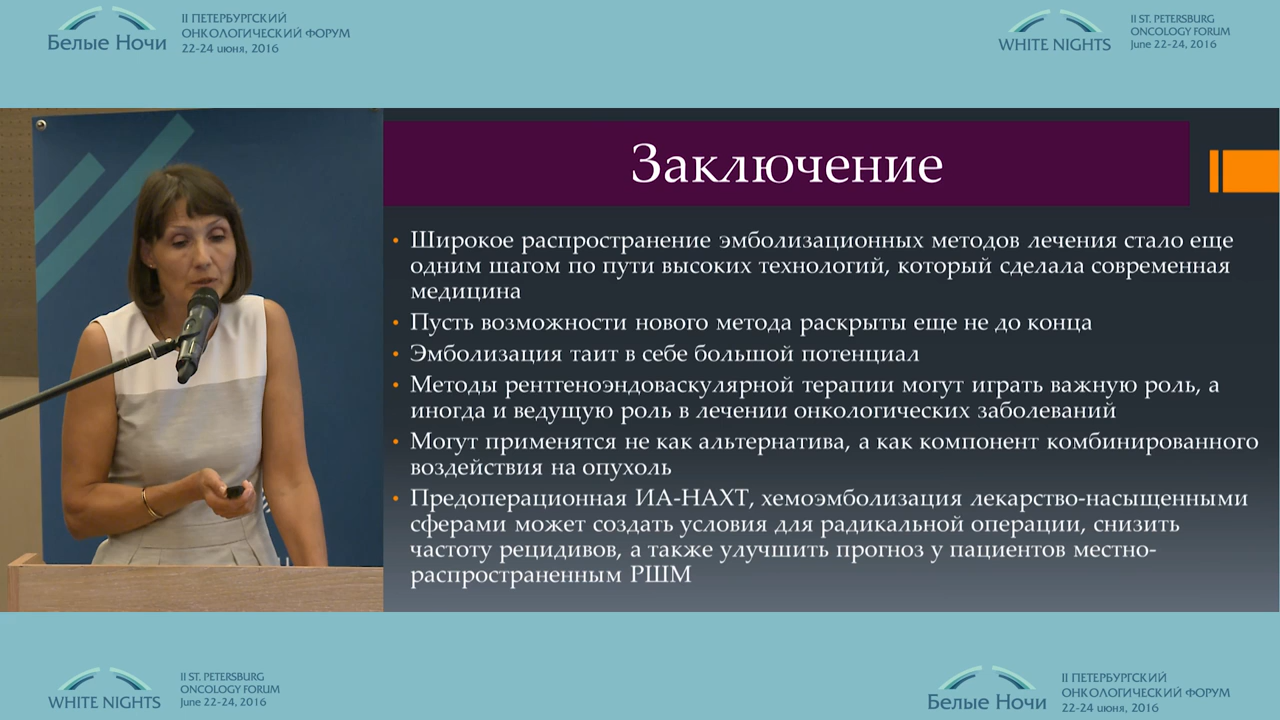 Белые Ночи
II ПЕТЕРБУРГСКИЙ
ОНКОЛОГИЧЕСКИЙ ФОРУМ
22-24 июня, 2016
WHITE NIGHTS
II ST. PETERSBURG
ONCOLOGY FORUM
June 22-24, 2016
Заключение
• Широкое распространение эмболизационных методов лечения стало еще
одним шагом по пути высоких технологий, который сделала современная
медицина
• Пусть возможности нового метода раскрыты еще не до конца
• Эмболизация таит в себе большой потенциал
• Методы рентгеноэндоваскулярной терапии могут играть важную роль, а
иногда и ведущую роль в лечении онкологических заболеваний
• Могут применятся не как альтернатива, а как компонент комбинированного
воздействия на опухоль
• Предоперационная ИА-НАХТ, хемоэмболизация лекарство-насыщенными
сферами может создать условия для радикальной операции, снизить
частоту рецидивов, а также улучшить прогноз у пациентов местно-
распространенным РШМ
WHITE NIGHTS
II ST. PETERSBURG
ONCOLOGY FORUM
June 22-24, 2016
Белые Ночи
II ПЕТЕРБУРГСКИЙ
ОНКОЛОГИЧЕСКИЙ ФОРУМ
22-24 июня, 2016